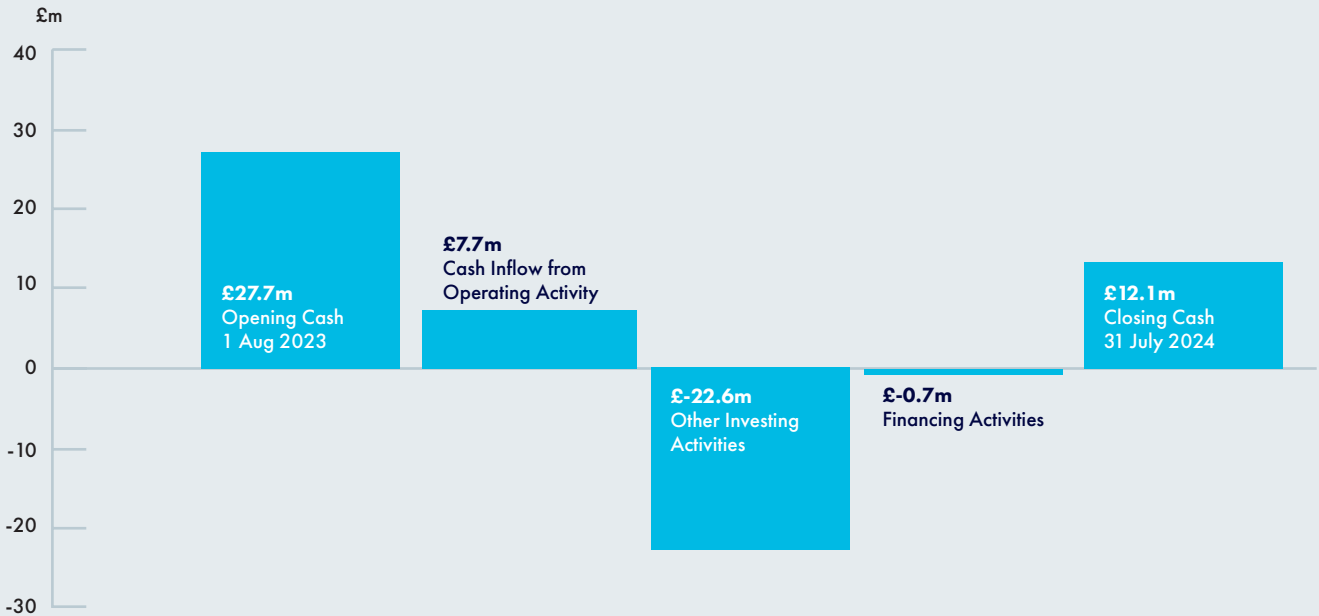 £m
40
30
20
10
0
-10
-20
-30
£27.7m
Opening Cash
1 Aug 2023
£7.7m
Cash Inflow from
Operating Activity
£-22.6m
Other Investing
Activities
£-0.7m
Financing Activities
£12.1m
Closing Cash
31 July 2024